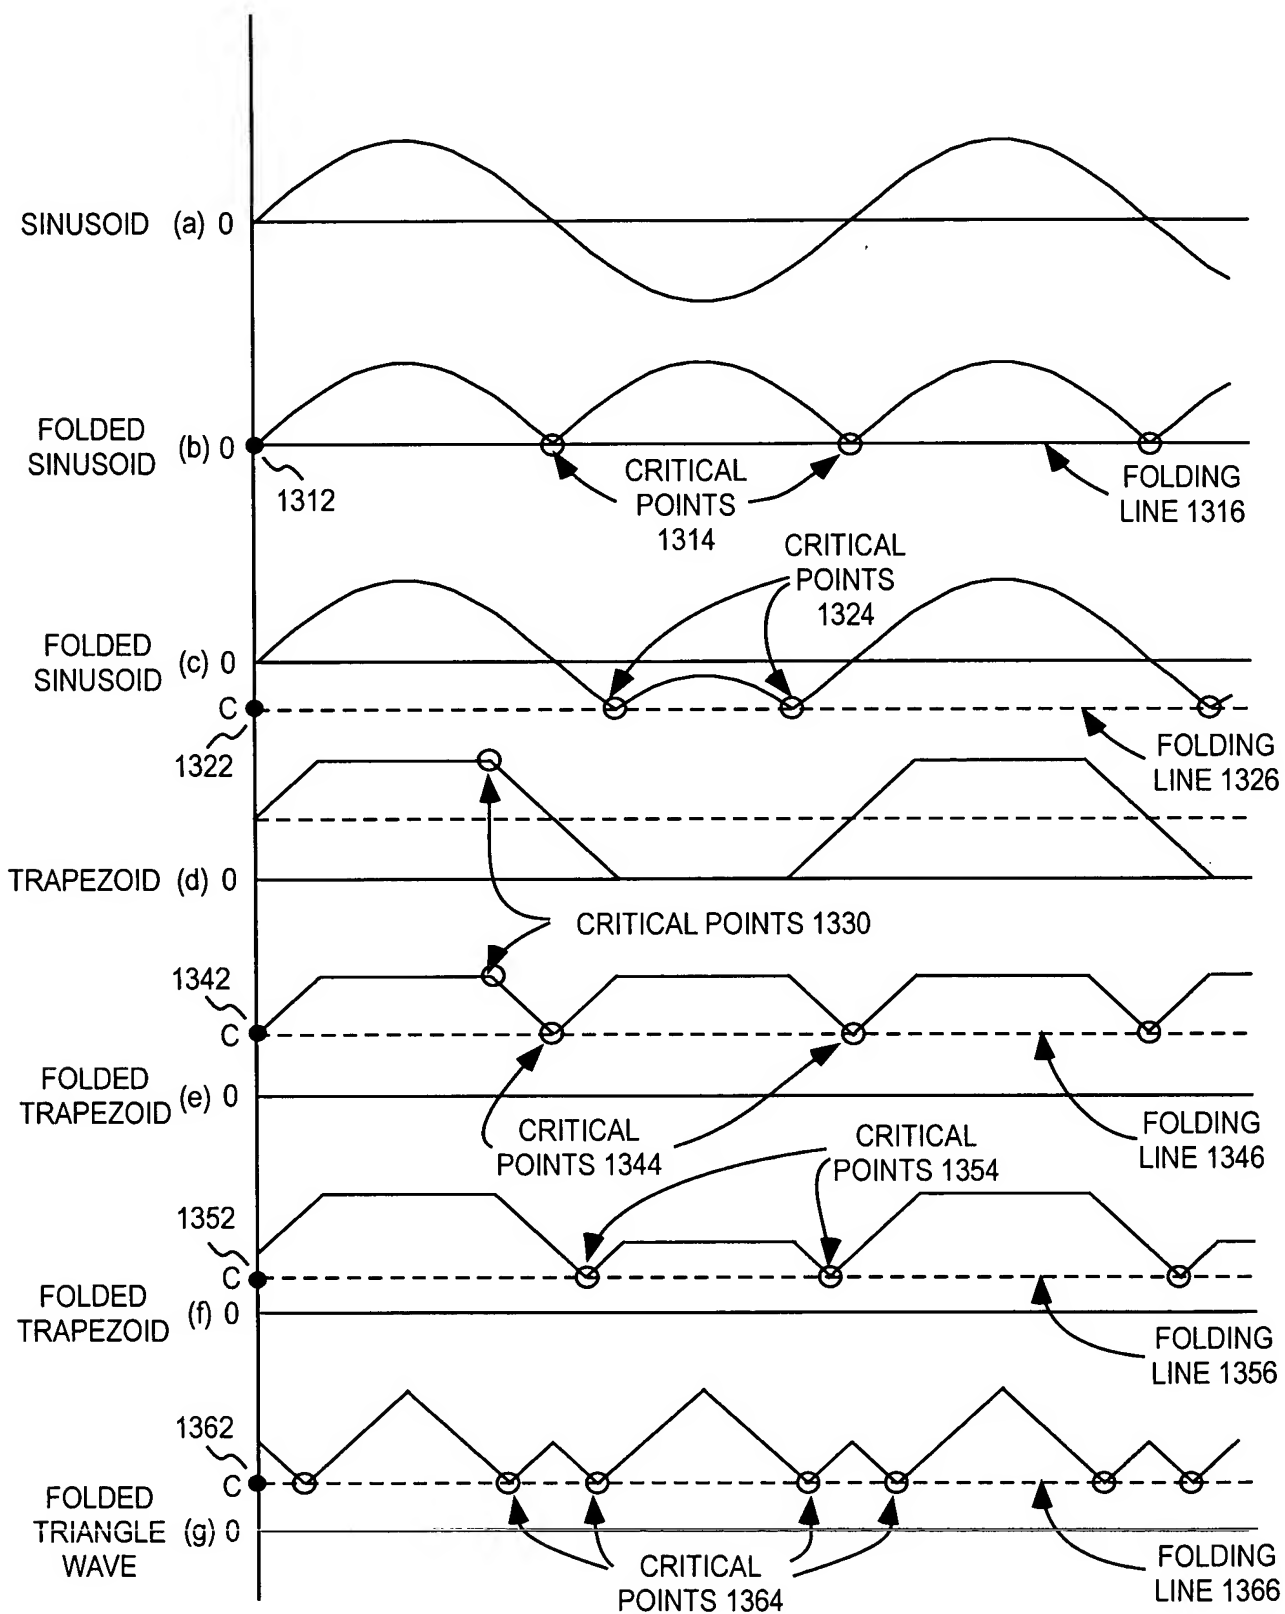 SINUSOID (a) 0
FOLDED
SINUSOID
(b) 0
1312
CRITICAL
POINTS
1314
FOLDING
LINE 1316
CRITICAL
POINTS
1324
FOLDED
SINUSOID
(c) 0
C
1322
FOLDING
LINE 1326
TRAPEZOID (d) 0
CRITICAL POINTS 1330
1342
C
FOLDED
TRAPEZOID
(e) 0
CRITICAL
POINTS 1344
FOLDING
LINE 1346
CRITICAL
POINTS 1354
1352
C
FOLDED
TRAPEZOID
(f) 0
FOLDING
LINE 1356
1362
C
FOLDED
TRIANGLE
WAVE
(g) 0
CRITICAL
POINTS 1364
FOLDING
LINE 1366